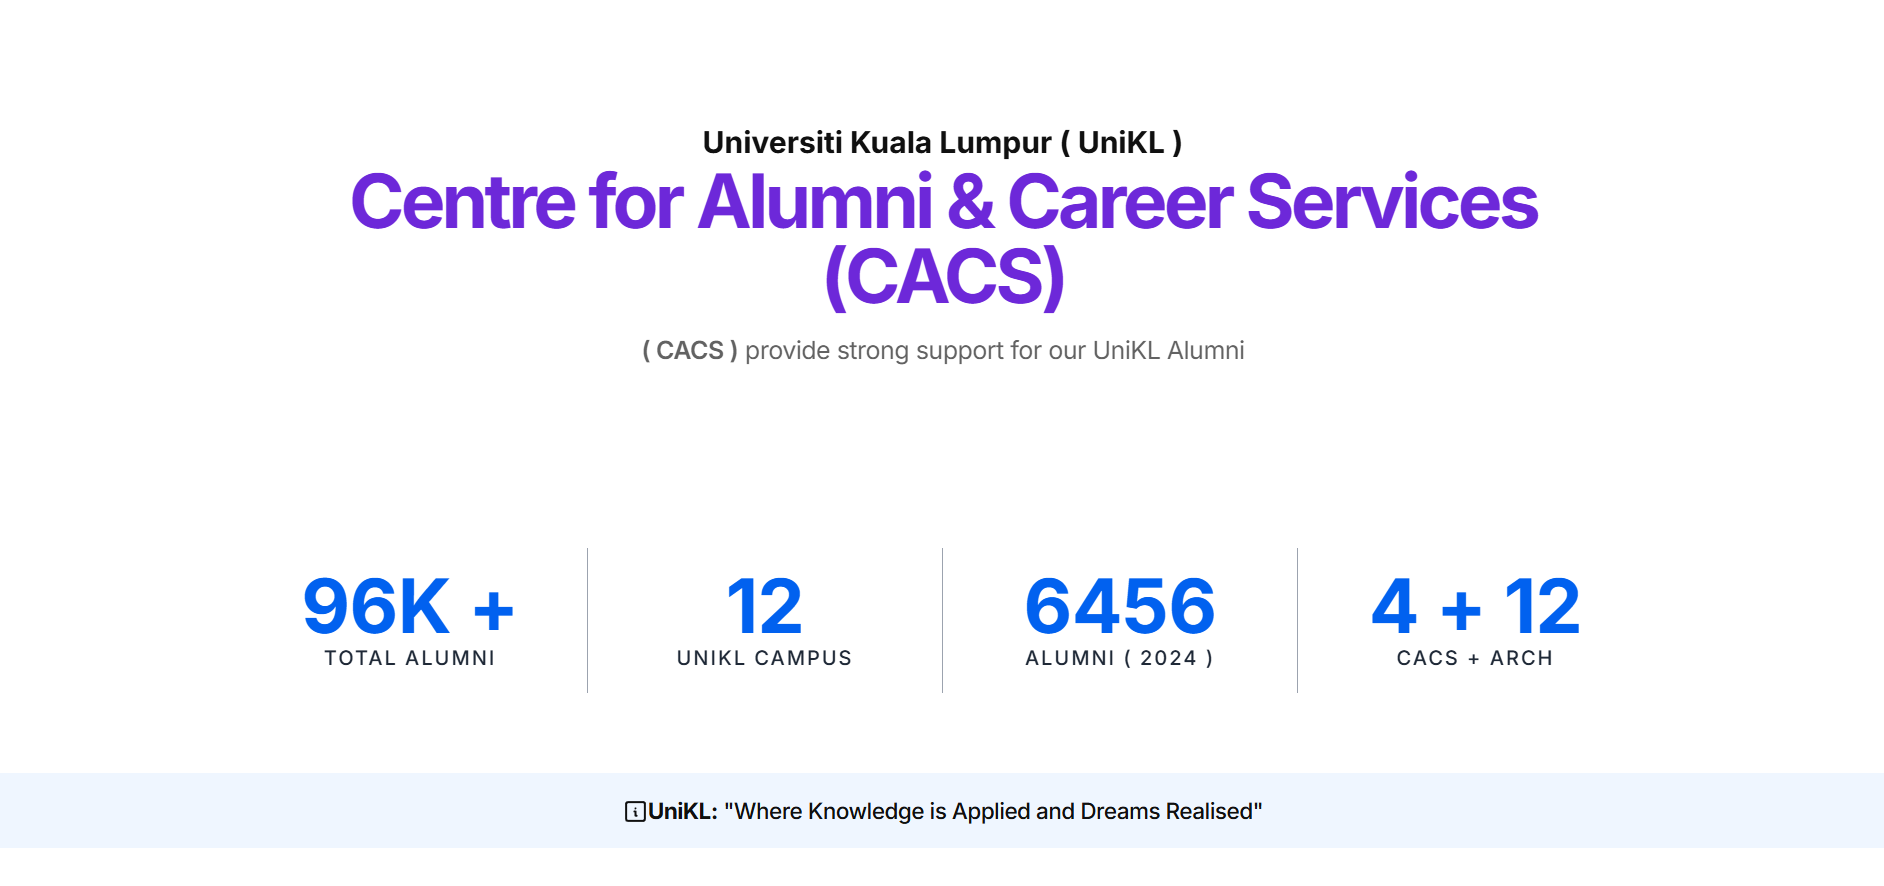 Universiti Kuala Lumpur ( UniKL )
Centre for Alumni & Career Services
(CACS)
( CACS ) provide strong support for our UniKL Alumni
96K +
TOTAL ALUMNI
12
UNIKL CAMPUS
6456
ALUMNI ( 2024 )
4 + 12
CACS + ARCH
UniKL: "Where Knowledge is Applied and Dreams Realised"